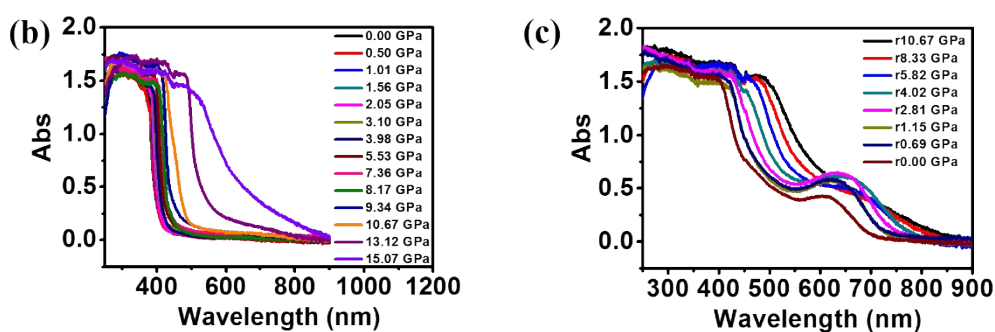 (b)
2.0
1.5
1.0
0.5
0.0
Abs
400 600 800 1000 1200
Wavelength (nm)
0.00 GPa
0.50 GPa
1.01 GPa
1.56 GPa
2.05 GPa
3.10 GPa
3.98 GPa
5.53 GPa
7.36 GPa
8.17 GPa
9.34 GPa
10.67 GPa
13.12 GPa
15.07 GPa
(c)
2.0
1.5
1.0
0.5
0.0
Abs
300 400 500 600 700 800 900
Wavelength (nm)
r10.67 GPa
r8.33 GPa
r5.82 GPa
r4.02 GPa
r2.81 GPa
r1.15 GPa
r0.69 GPa
r0.00 GPa